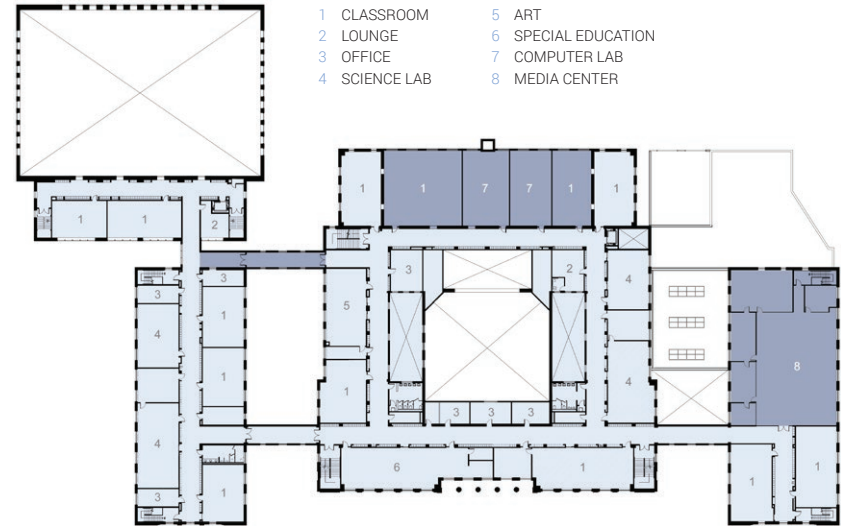 1 CLASSROOM
2 LOUNGE
3 OFFICE
4 SCIENCE LAB
5 ART
6 SPECIAL EDUCATION
7 COMPUTER LAB
8 MEDIA CENTER
1 1 7 7 1 1
1 1 2
3 2
3 4
3
5
1
4
8
1
1 4
3 3 3
4
6 1
1
1 1
3